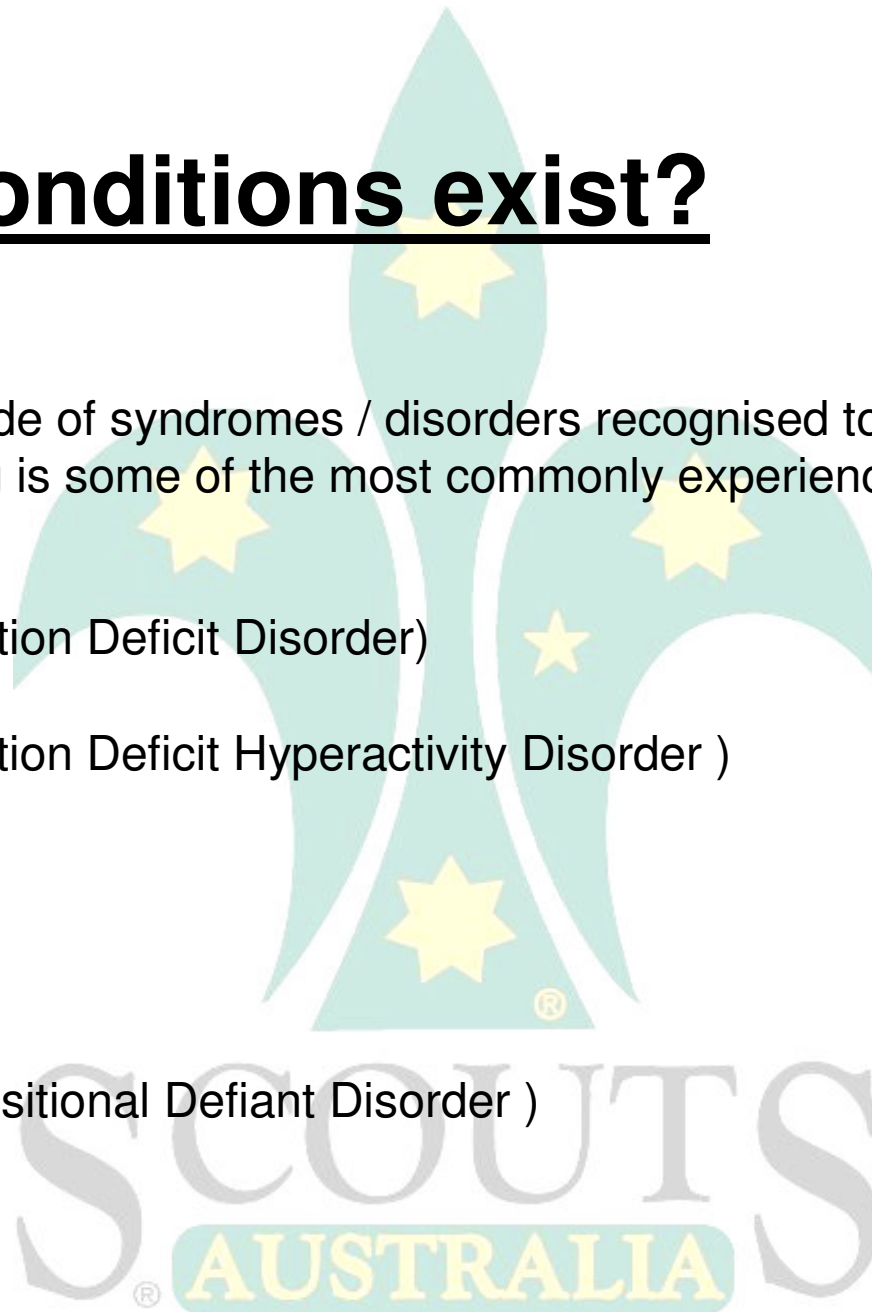 onditions exist?
de of syndromes / disorders recognised to
is some of the most commonly experienc
tion Deficit Disorder)
tion Deficit Hyperactivity Disorder )
®
sitional Defiant Disorder )
SCOUTS
® AUSTRALIA